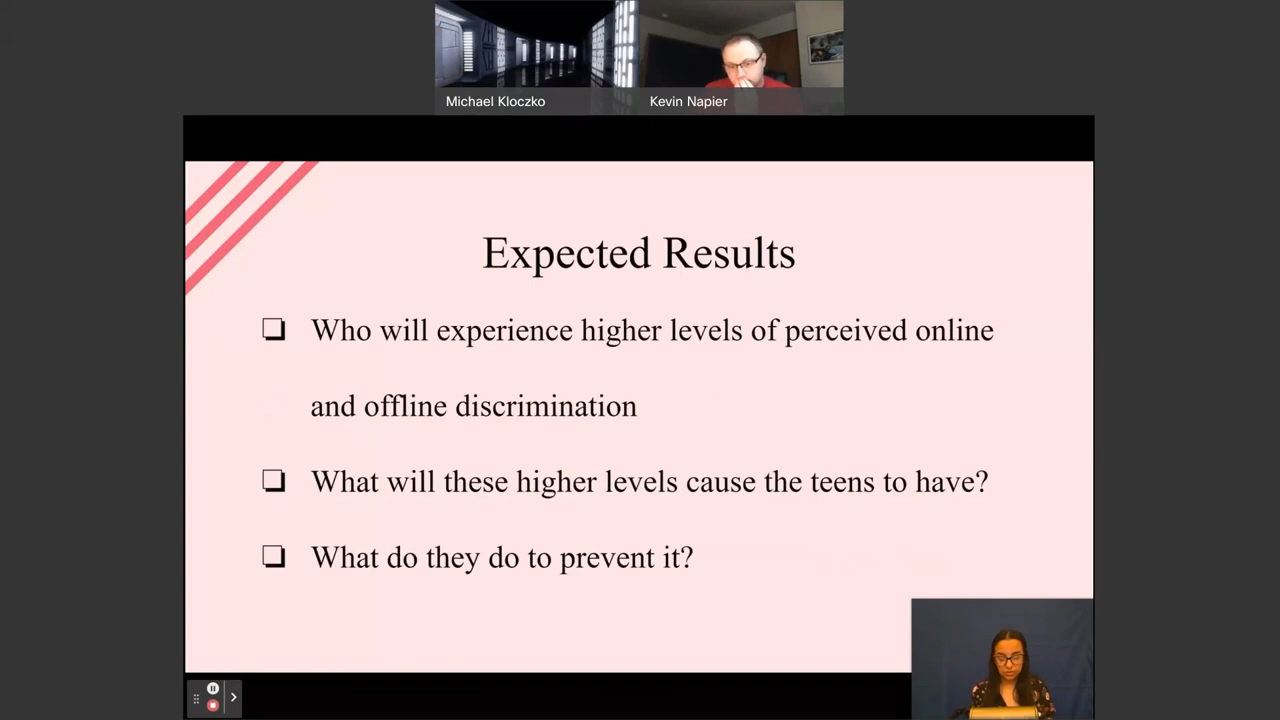 Michael Kloczko
Kevin Napier
Expected Results
❏ Who will experience higher levels of perceived online
and offline discrimination
❏ What will these higher levels cause the teens to have?
❏ What do they do to prevent it?